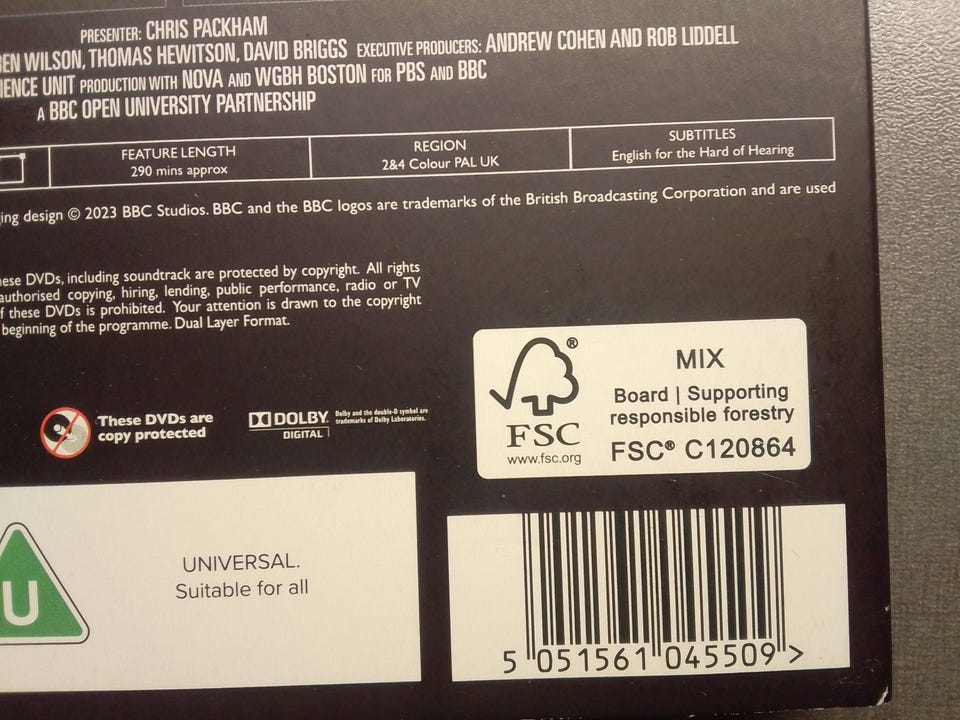 PRESENTER: CHRIS PACKHAM
BEN WILSON, THOMAS HEWITSON, DAVID BRIGGS EXECUTIVE PRODUCERS: ANDREW COHEN AND ROB LIDDELL
IENCE UNIT PRODUCTION WITH NOVA AND WGBH BOSTON FOR PBS AND BBC
A BBC OPEN UNIVERSITY PARTNERSHIP
FEATURE LENGTH
290 mins approx
REGION
2&4 Colour PAL UK
SUBTITLES
English for the Hard of Hearing
ing design © 2023 BBC Studios. BBC and the BBC logos are trademarks of the British Broadcasting Corporation and are used
ese DVDs, including soundtrack are protected by copyright. All rights
authorised copying, hiring, lending, public performance, radio or TV
f these DVDs is prohibited. Your attention is drawn to the copyright
beginning of the programme. Dual Layer Format.
These DVDs are
copy protected
DOLBY
DIGITAL
Dolby and the double-D symbol are
trademarks of Dolby Laboratories.
FSC®
www.fsc.org
MIX
Board | Supporting
responsible forestry
FSC® C120864
U
UNIVERSAL.
Suitable for all
5 051561 045509 >